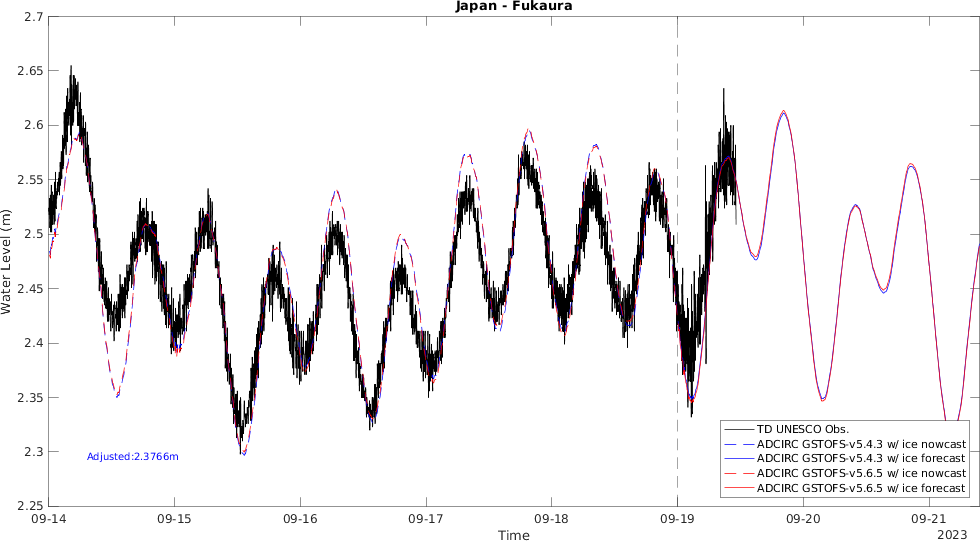 Japan - Fukaura
2.7
2.65
2.6
2.55
2.5
2.45
2.4
2.35
2.3
2.25
Water Level (m)
Adjusted:2.3766m
TD UNESCO Obs.
ADCIRC GSTOFS-v5.4.3 w/ ice nowcast
ADCIRC GSTOFS-v5.4.3 w/ ice forecast
ADCIRC GSTOFS-v5.6.5 w/ ice nowcast
ADCIRC GSTOFS-v5.6.5 w/ ice forecast
09-14 09-15 09-16 09-17 09-18 09-19 09-20 09-21
Time
2023